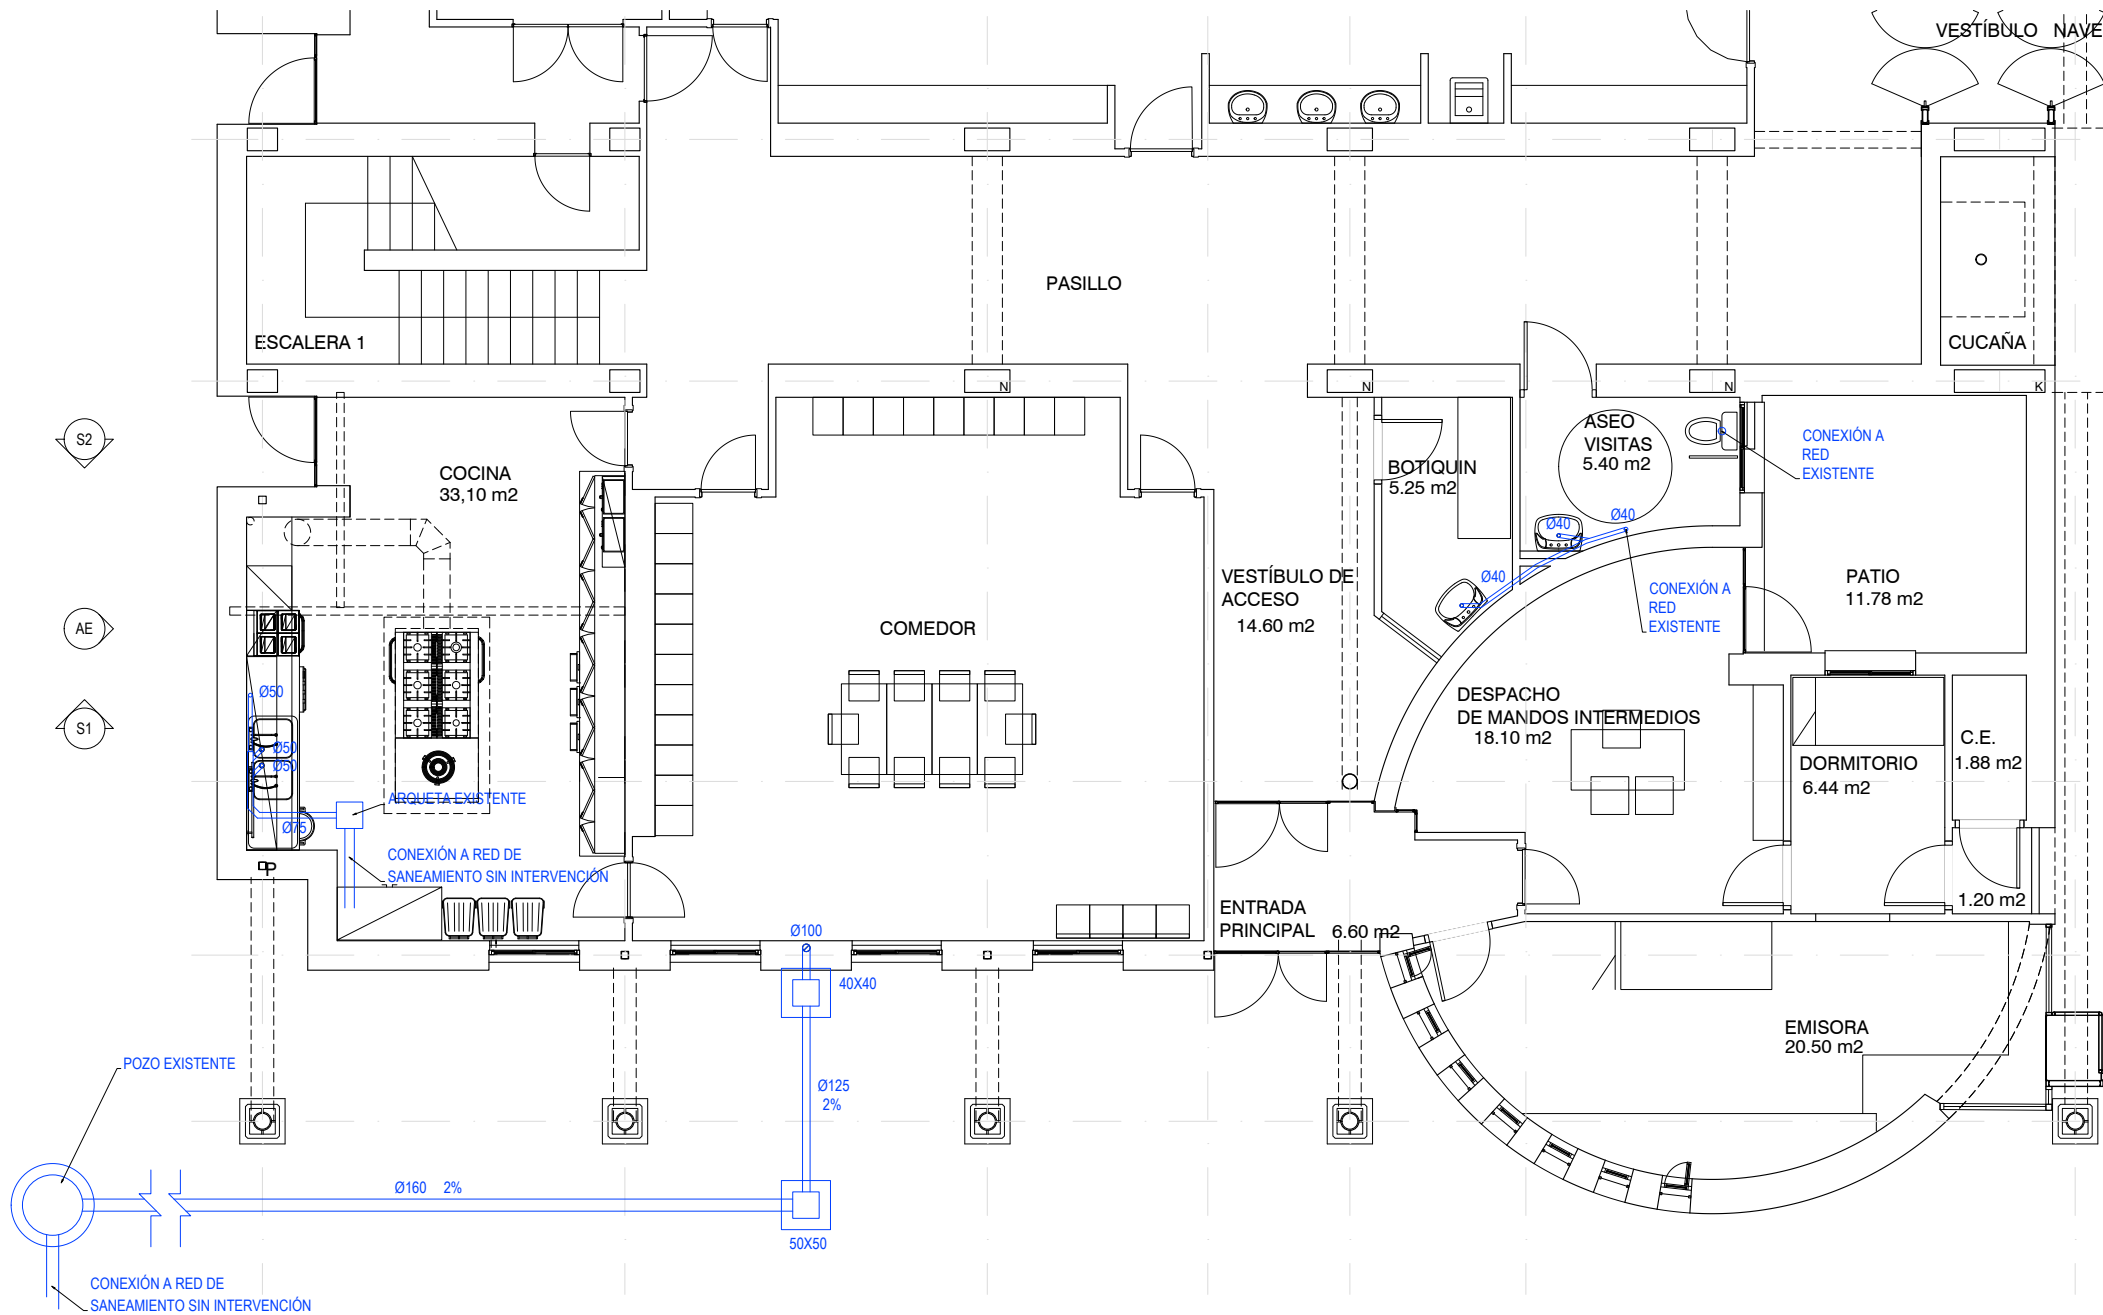 VESTÍBULO NAVE
PASILLO
ESCALERA 1
CUCAÑA
N
N
N
K
S2
ASEO
VISITAS
5.40 m2
CONEXIÓN A
RED
EXISTENTE
COCINA
33,10 m2
BOTIQUIN
5.25 m2
Ø40
Ø40
Ø40
VESTÍBULO DE
ACCESO
14.60 m2
CONEXIÓN A
RED
EXISTENTE
PATIO
11.78 m2
AE
COMEDOR
Ø50
S1
Ø50
Ø50
DESPACHO
DE MANDOS INTERMEDIOS
18.10 m2
C.E.
1.88 m2
DORMITORIO
6.44 m2
ARQUETA EXISTENTE
Ø75
CONEXIÓN A RED DE
SANEAMIENTO SIN INTERVENCIÓN
1.20 m2
ENTRADA
PRINCIPAL 6.60 m2
Ø100
40X40
EMISORA
20.50 m2
POZO EXISTENTE
Ø125
2%
Ø160 2%
50X50
CONEXIÓN A RED DE
SANEAMIENTO SIN INTERVENCIÓN